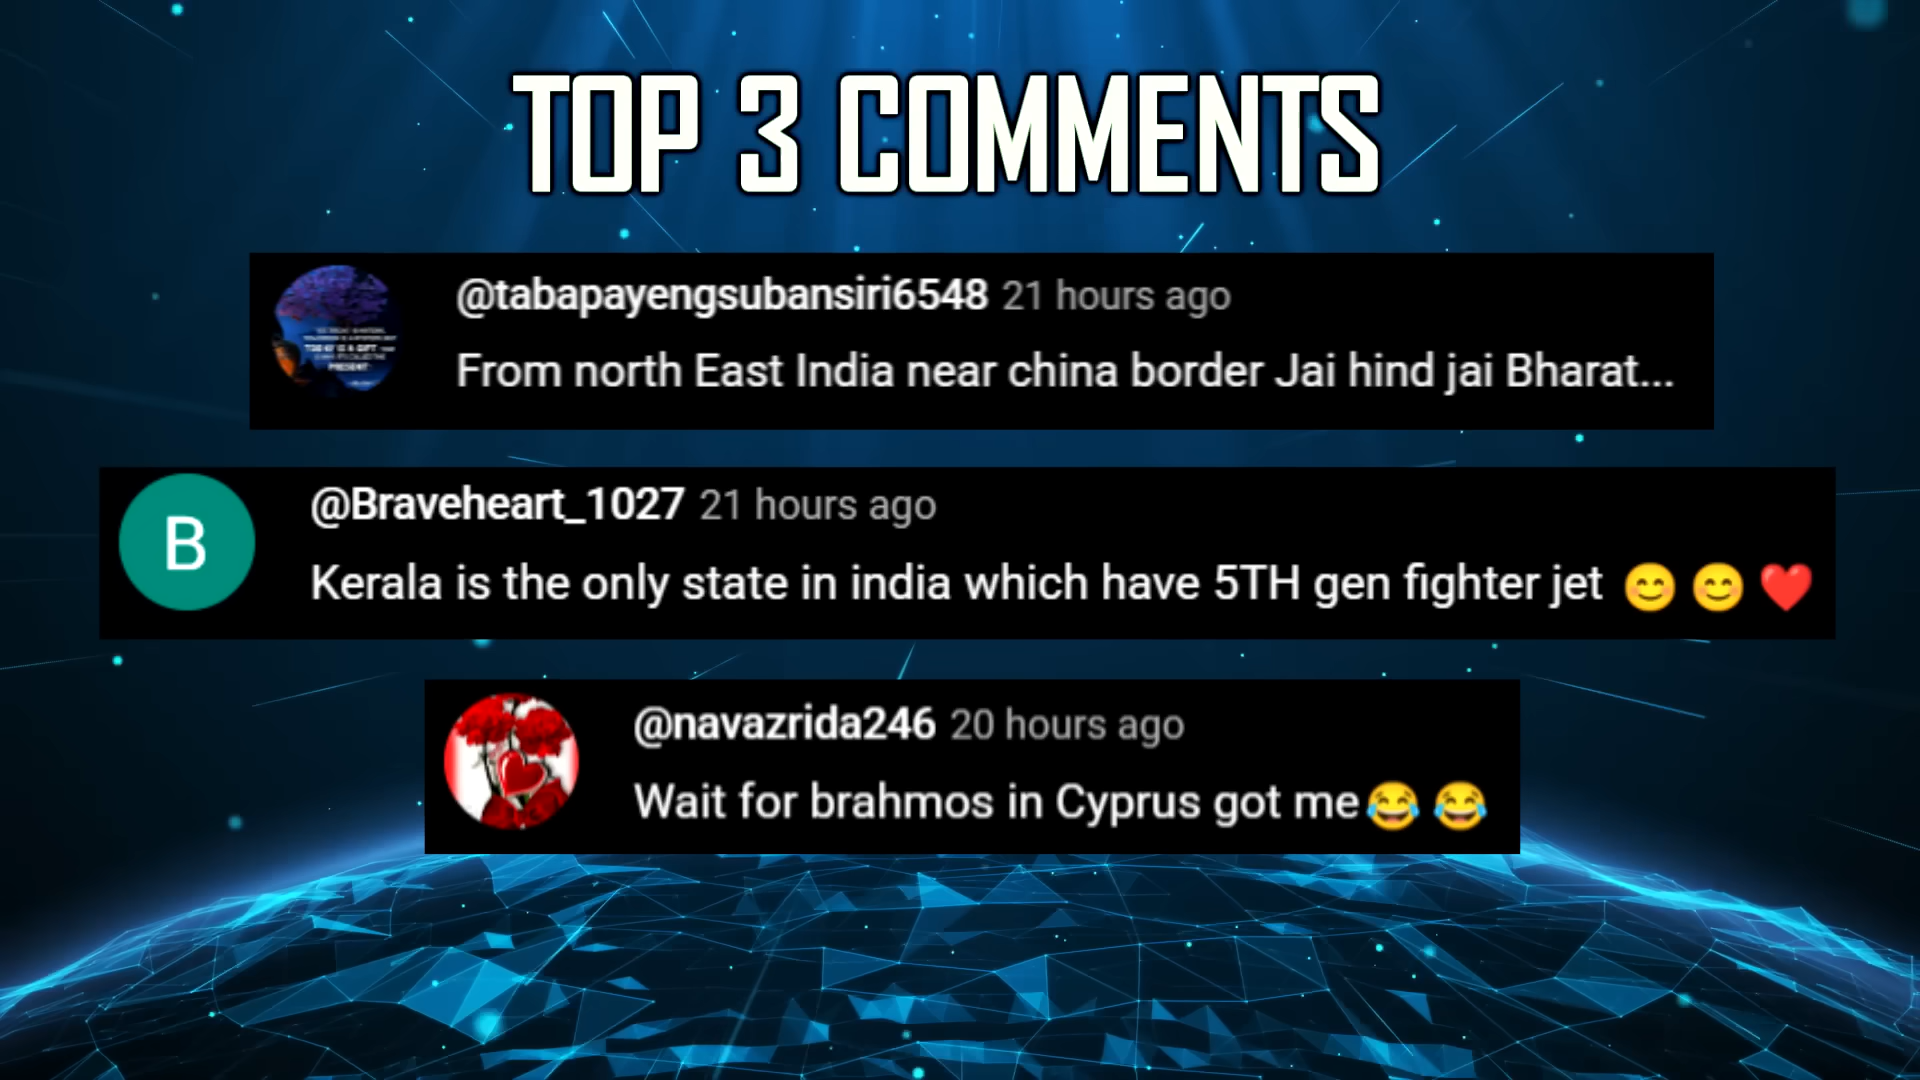 TOP 3 COMMENTS
@tabapayengsubansiri6548 21 hours ago
From north East India near china border Jai hind jai Bharat...
B
@Braveheart_1027 21 hours ago
Kerala is the only state in india which have 5TH gen fighter jet 😊 😊 ❤️
@navazrida246 20 hours ago
Wait for brahmos in Cyprus got me😂 😂